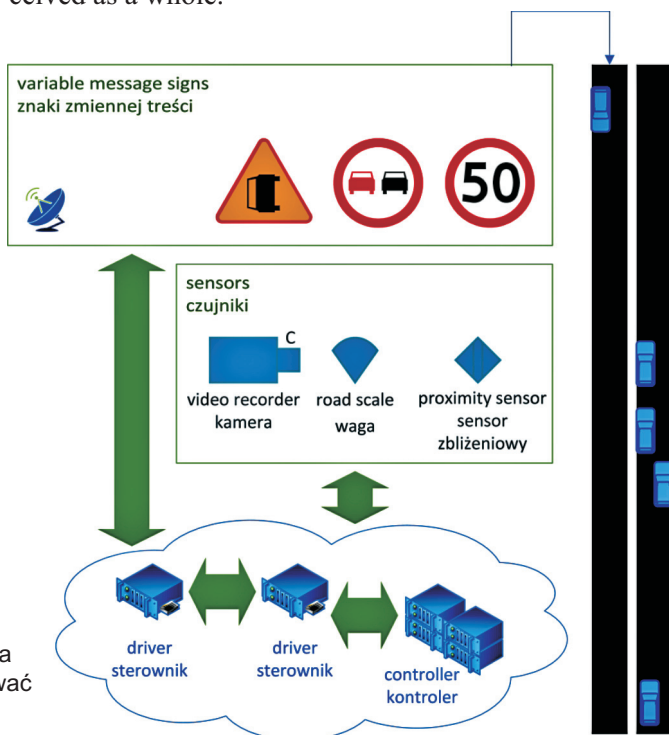 variable message signs
znaki zmiennej treści
50
sensors
czujniki
C
video recorder
kamera
road scale
waga
proximity sensor
sensor
zbliżeniowy
driver
sterownik
driver
sterownik
controller
kontroler